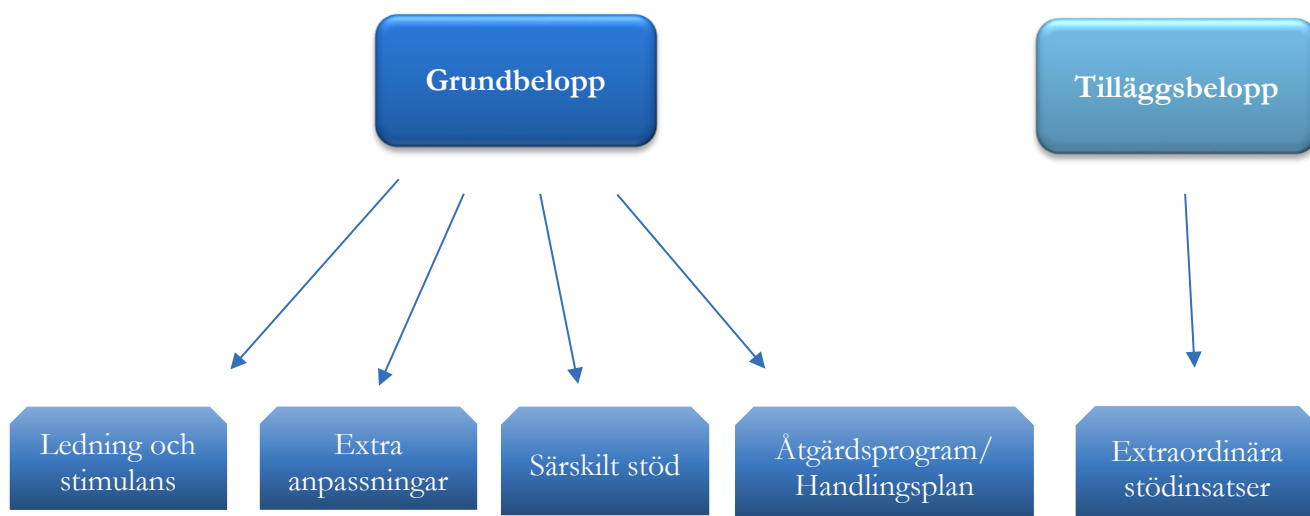 Grundbelopp
Tilläggsbelopp
Ledning och
stimulans
Extra
anpassningar
Särskilt stöd
Åtgärdsprogram/
Handlingsplan
Extraordinära
stödinsatser